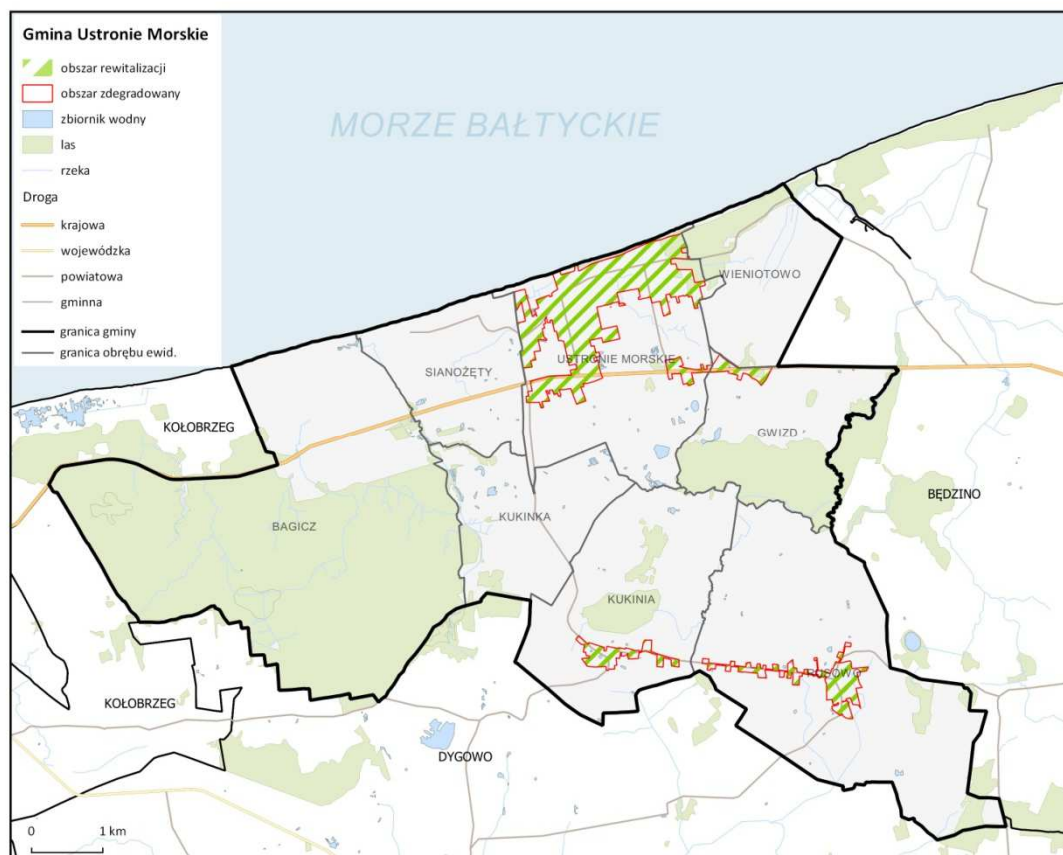 Gmina Ustronie Morskie
obszar rewitalizacji
obszar zdegradowany
zbiornik wodny
las
rzeka
Droga
krajowa
wojewódzka
powiatowa
gminna
granica gminy
granica obrębu ewid.
MORZE BAŁTYCKIE
WIENIOTOWO
USTRONIE MORSKIE
SIANOŻĘTY
KOŁOBRZEG
GWIZD
BĘDZINO
KUKINKA
BAGICZ
KUKINIA
RUSOWO
KOŁOBRZEG
DYGOWO
0 1 km